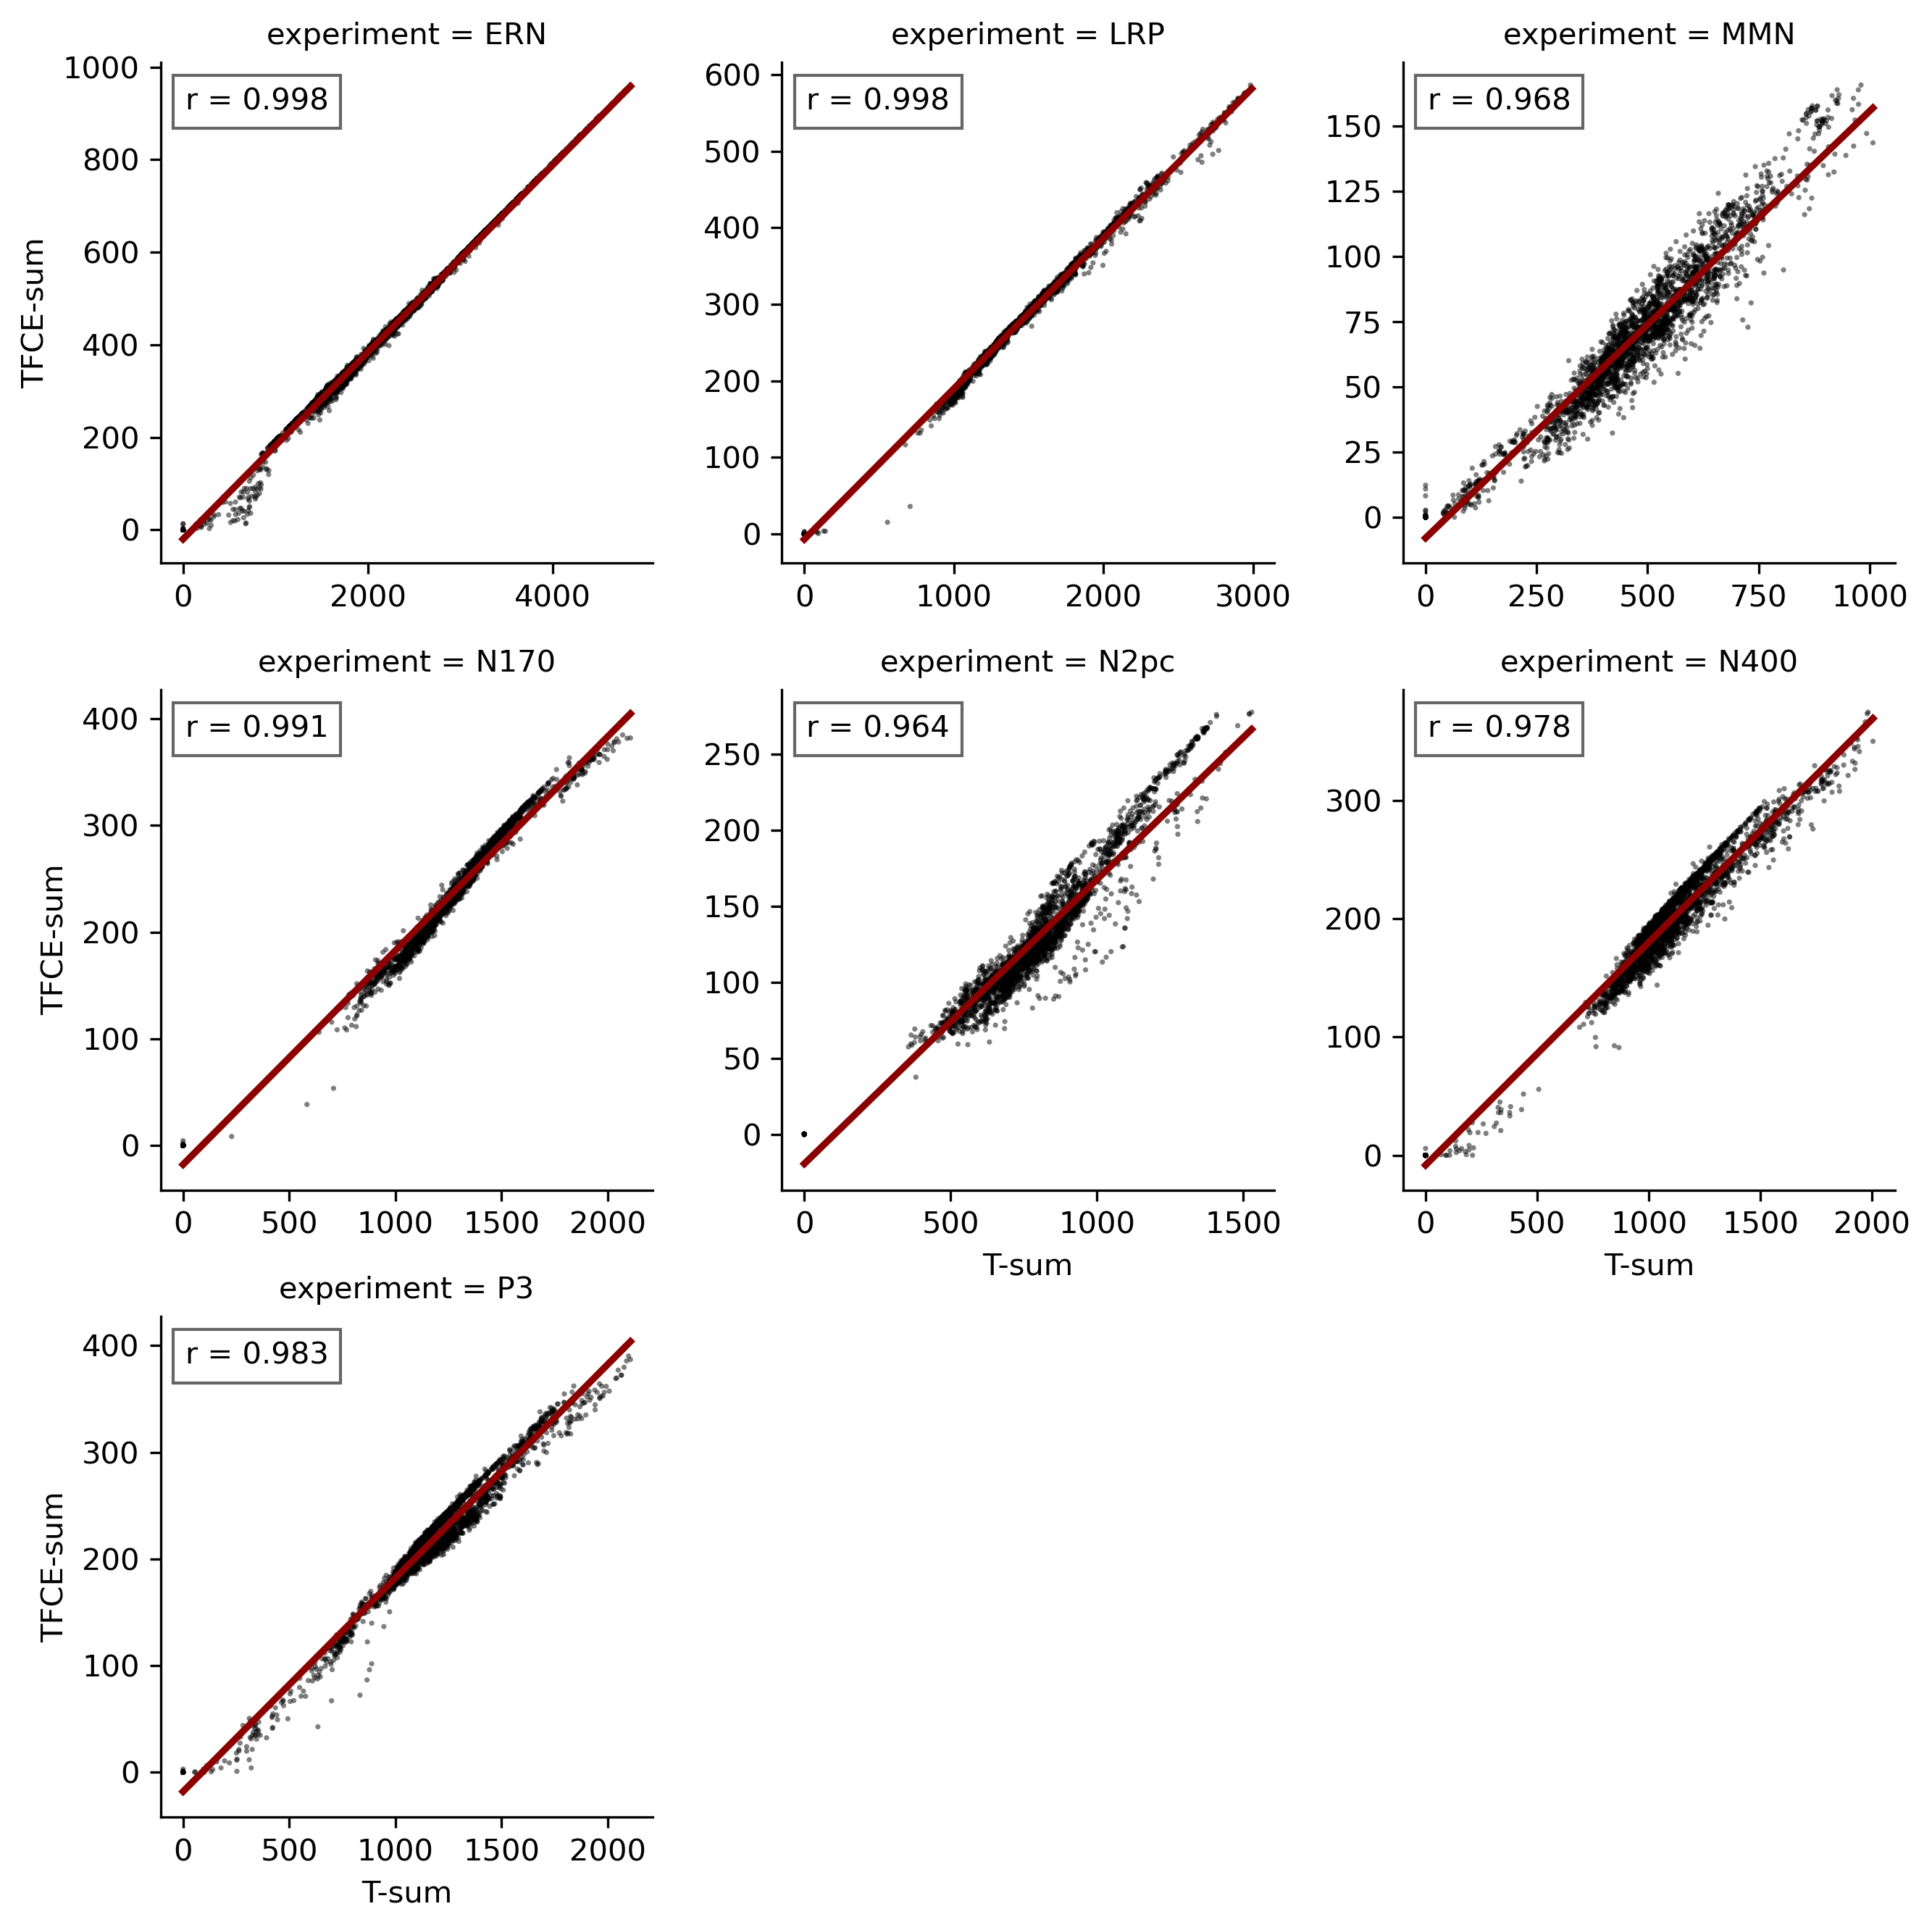 experiment = ERN
r = 0.998
TFCE-sum
1000
800
600
400
200
0
0 2000 4000
experiment = LRP
r = 0.998
600
500
400
300
200
100
0
0 1000 2000 3000
experiment = MMN
r = 0.968
150
125
100
75
50
25
0
0 250 500 750 1000
experiment = N170
r = 0.991
TFCE-sum
400
300
200
100
0
0 500 1000 1500 2000
experiment = N2pc
r = 0.964
250
200
150
100
50
0
0 500 1000 1500
T-sum
experiment = N400
r = 0.978
300
200
100
0
0 500 1000 1500 2000
T-sum
experiment = P3
r = 0.983
TFCE-sum
400
300
200
100
0
0 500 1000 1500 2000
T-sum